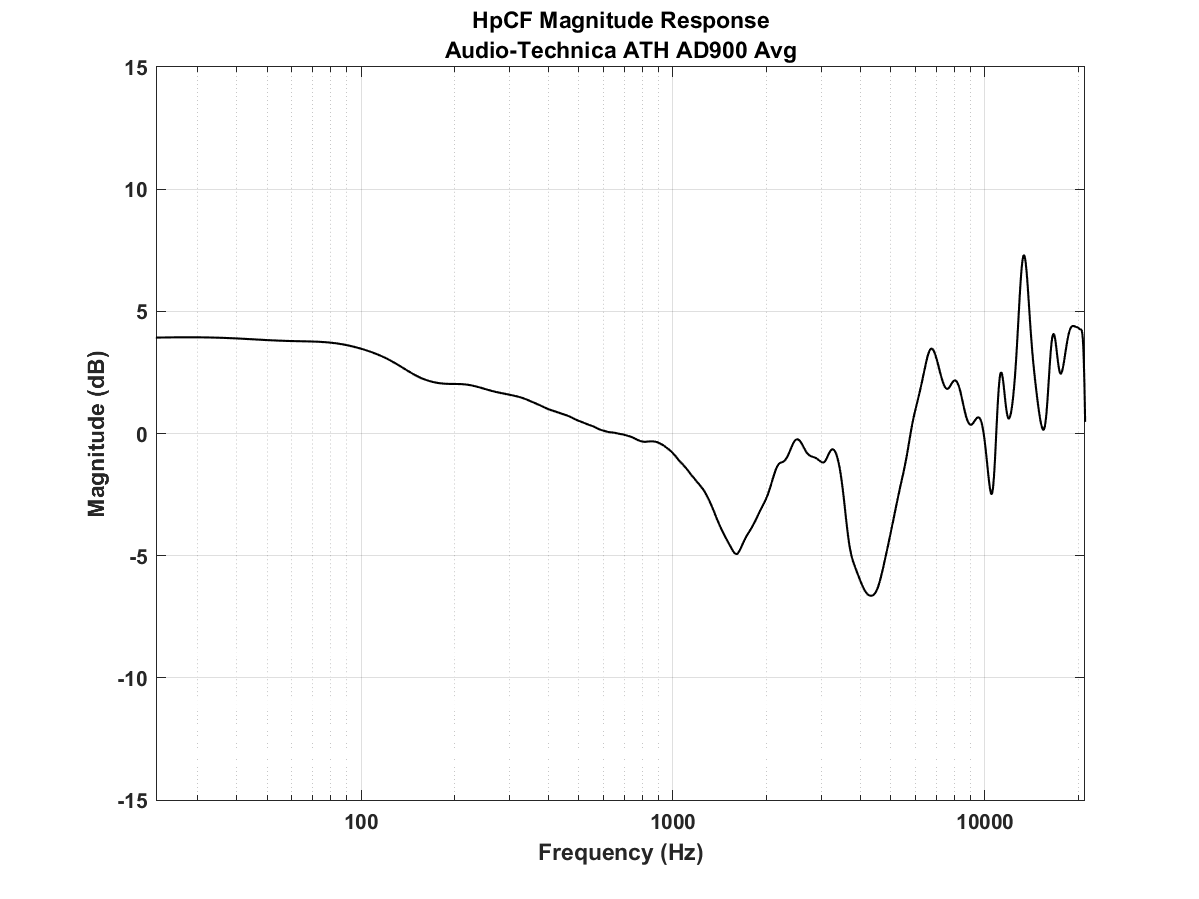 HpCF Magnitude Response
Audio-Technica ATH AD900 Avg
15
10
5
0
-5
-10
-15
Magnitude (dB)
100
1000
10000
Frequency (Hz)